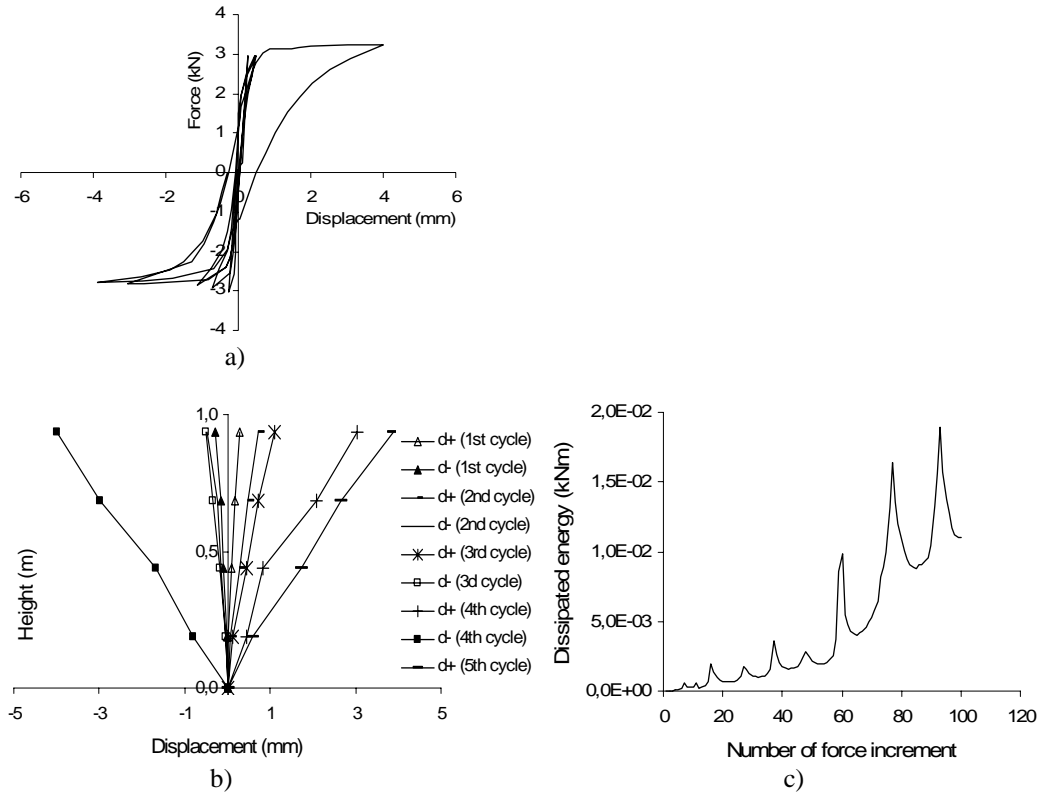 4
3
2
1
0
-1
-2
-3
-4
-6 -4 -2 0 2 4 6
Force (kN)
Displacement (mm)
a)
1,0
0,5
0,0
-5 -3 -1 1 3 5
Height (m)
Displacement (mm)
d+ (1st cycle)
d- (1st cycle)
d+ (2nd cycle)
d- (2nd cycle)
d+ (3rd cycle)
d- (3d cycle)
d+ (4th cycle)
d- (4th cycle)
d+ (5th cycle)
b)
2,0E-02
1,5E-02
1,0E-02
5,0E-03
0,0E+00
0 20 40 60 80 100 120
Dissipated energy (kNm)
Number of force increment
c)